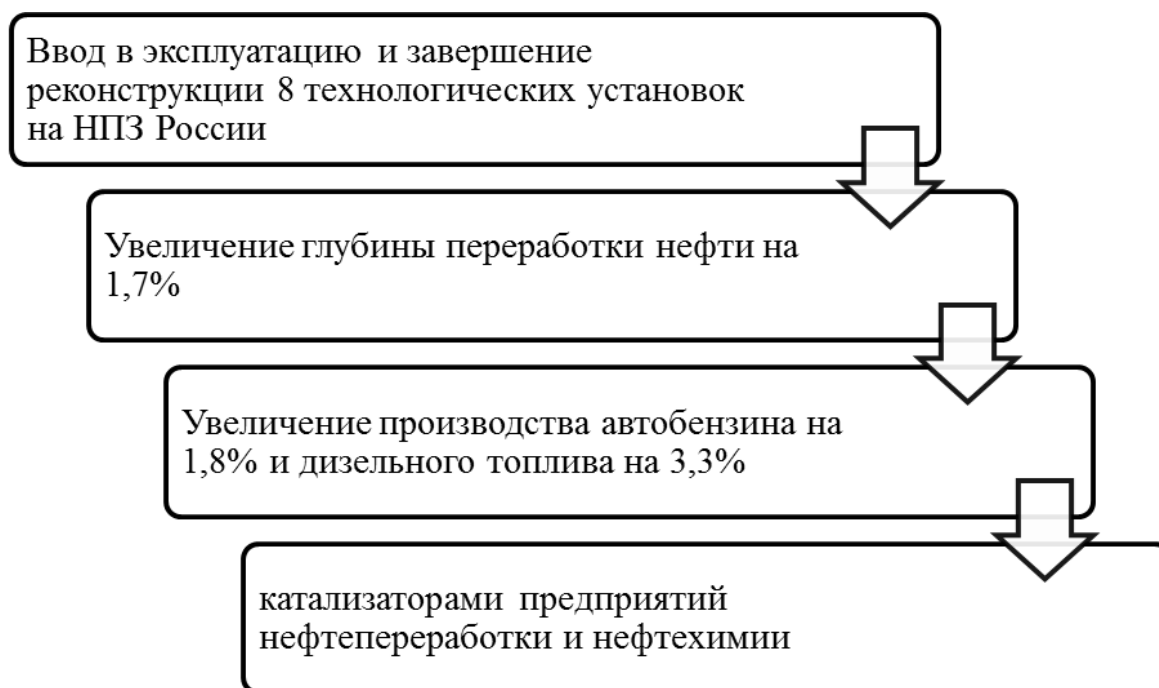 Ввод в эксплуатацию и завершение
реконструкции 8 технологических установок
на НПЗ России
Увеличение глубины переработки нефти на
1,7%
Увеличение производства автобензина на
1,8% и дизельного топлива на 3,3%
катализаторами предприятий
нефтепереработки и нефтехимии